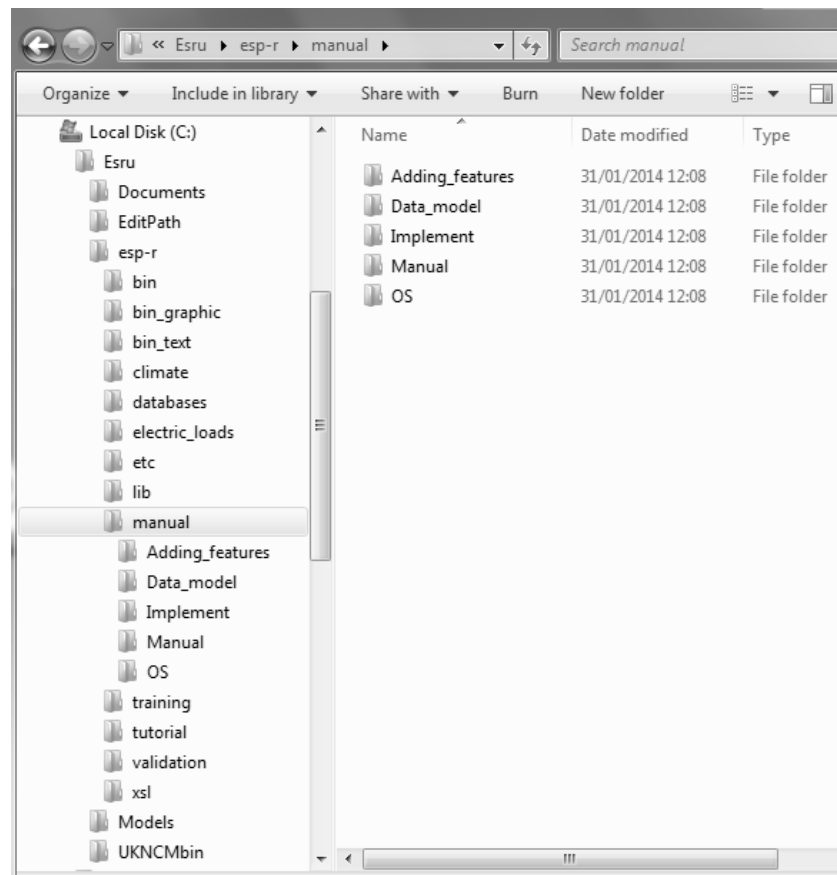 « Esru ▸ esp-r ▸ manual ▸ Search manual
Organize ▾ Include in library ▾ Share with ▾ Burn New folder
Local Disk (C:)
Esru
Documents
EditPath
esp-r
bin
bin_graphic
bin_text
climate
databases
electric_loads
etc
lib
manual
Adding_features
Data_model
Implement
Manual
OS
training
tutorial
validation
xsl
Models
UKNCMbin
Name Date modified Type
Adding_features 31/01/2014 12:08 File folder
Data_model 31/01/2014 12:08 File folder
Implement 31/01/2014 12:08 File folder
Manual 31/01/2014 12:08 File folder
OS 31/01/2014 12:08 File folder